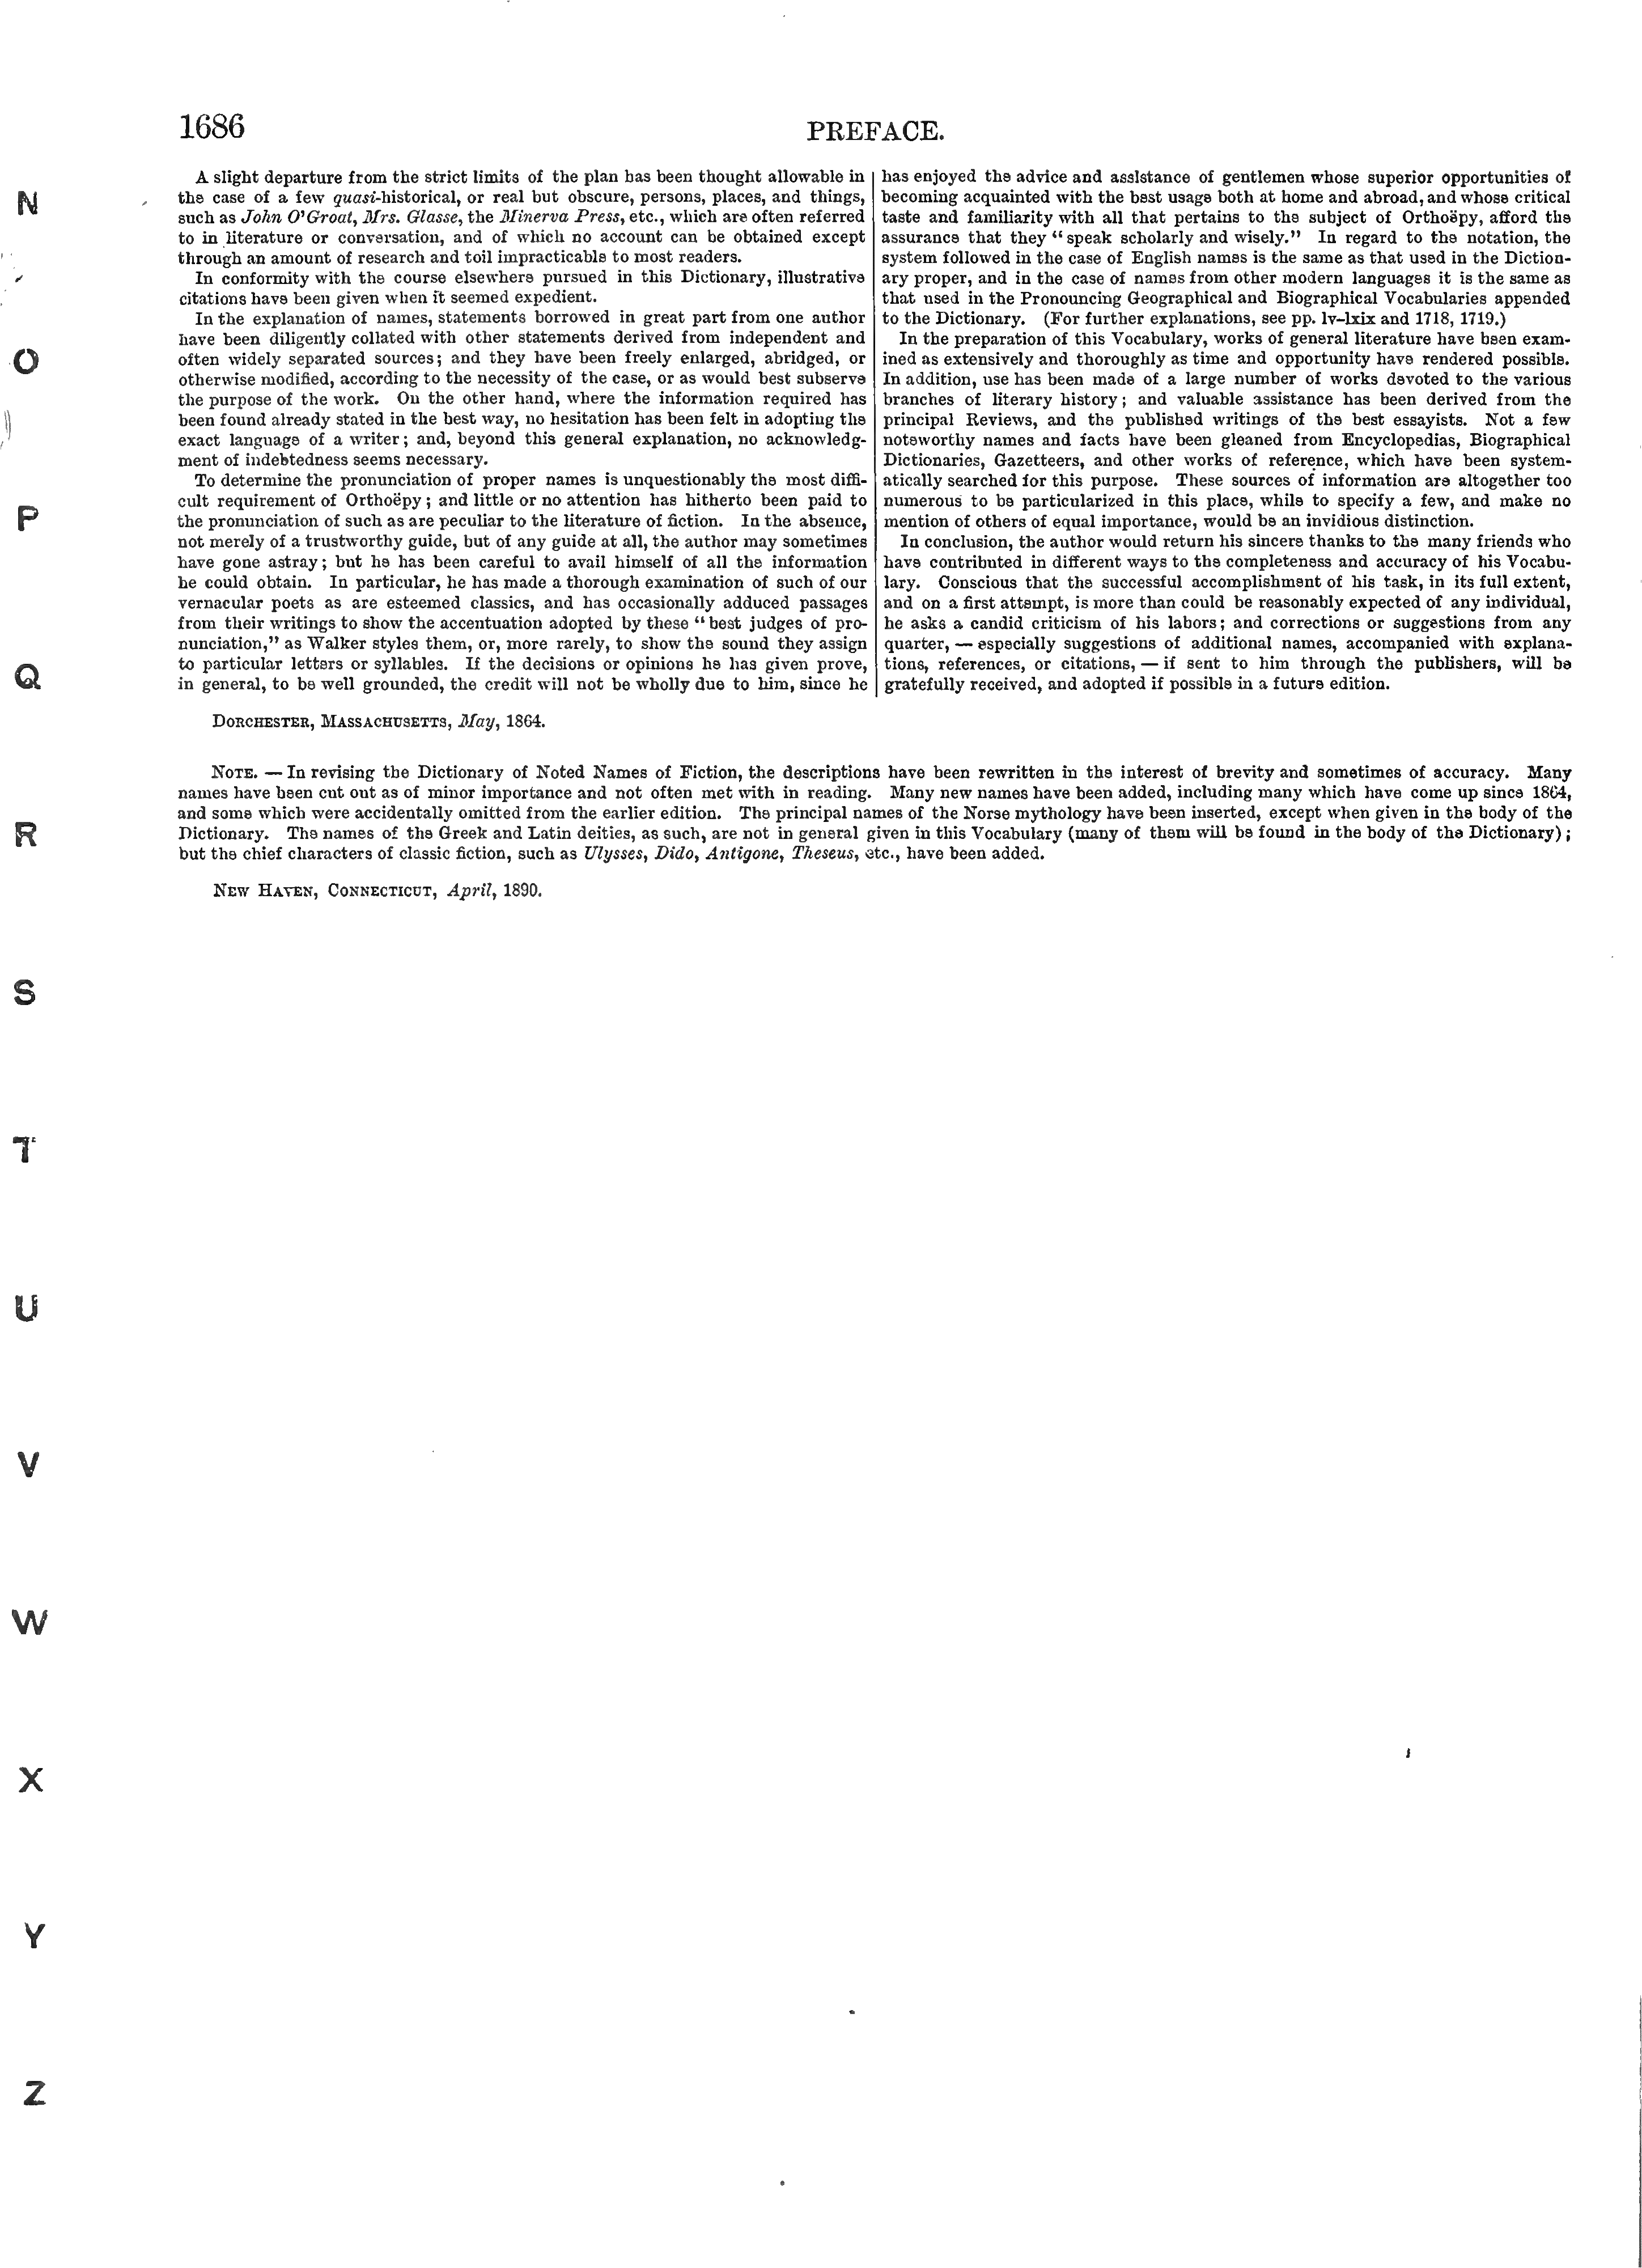 1686
PREFACE.
A slight departure from the strict limits of the plan has been thought allowable in
the case of a few quasi-historical, or real but obscure, persons, places, and things,
such as John O'Groat, Mrs. Glasse, the Minerva Press, etc., which are often referred
to in literature or conversation, and of which no account can be obtained except
through an amount of research and toil impracticable to most readers.
In conformity with the course elsewhere pursued in this Dictionary, illustrative
citations have been given when it seemed expedient.
In the explanation of names, statements borrowed in great part from one author
have been diligently collated with other statements derived from independent and
often widely separated sources; and they have been freely enlarged, abridged, or
otherwise modified, according to the necessity of the case, or as would best subserve
the purpose of the work. On the other hand, where the information required has
been found already stated in the best way, no hesitation has been felt in adopting the
exact language of a writer; and, beyond this general explanation, no acknowledg-
ment of indebtedness seems necessary.
To determine the pronunciation of proper names is unquestionably the most diffi-
cult requirement of Orthoëpy; and little or no attention has hitherto been paid to
the pronunciation of such as are peculiar to the literature of fiction. In the absence,
not merely of a trustworthy guide, but of any guide at all, the author may sometimes
have gone astray; but he has been careful to avail himself of all the information
he could obtain. In particular, he has made a thorough examination of such of our
vernacular poets as are esteemed classics, and has occasionally adduced passages
from their writings to show the accentuation adopted by these "best judges of pro-
nunciation," as Walker styles them, or, more rarely, to show the sound they assign
to particular letters or syllables. If the decisions or opinions he has given prove,
in general, to be well grounded, the credit will not be wholly due to him, since he
has enjoyed the advice and assistance of gentlemen whose superior opportunities of
becoming acquainted with the best usage both at home and abroad, and whose critical
taste and familiarity with all that pertains to the subject of Orthoëpy, afford the
assurance that they "speak scholarly and wisely." In regard to the notation, the
system followed in the case of English names is the same as that used in the Diction-
ary proper, and in the case of names from other modern languages it is the same as
that used in the Pronouncing Geographical and Biographical Vocabularies appended
to the Dictionary. (For further explanations, see pp. lv-lxix and 1718, 1719.)
In the preparation of this Vocabulary, works of general literature have been exam-
ined as extensively and thoroughly as time and opportunity have rendered possible.
In addition, use has been made of a large number of works devoted to the various
branches of literary history; and valuable assistance has been derived from the
principal Reviews, and the published writings of the best essayists. Not a few
noteworthy names and facts have been gleaned from Encyclopedias, Biographical
Dictionaries, Gazetteers, and other works of reference, which have been system-
atically searched for this purpose. These sources of information are altogether too
numerous to be particularized in this place, while to specify a few, and make no
mention of others of equal importance, would be an invidious distinction.
In conclusion, the author would return his sincere thanks to the many friends who
have contributed in different ways to the completeness and accuracy of his Vocabu-
lary. Conscious that the successful accomplishment of his task, in its full extent,
and on a first attempt, is more than could be reasonably expected of any individual,
he asks a candid criticism of his labors; and corrections or suggestions from any
quarter, — especially suggestions of additional names, accompanied with explana-
tions, references, or citations, — if sent to him through the publishers, will be
gratefully received, and adopted if possible in a future edition.
DORCHESTER, MASSACHUSETTS, May, 1864.
NOTE. — In revising the Dictionary of Noted Names of Fiction, the descriptions have been rewritten in the interest of brevity and sometimes of accuracy. Many
names have been cut out as of minor importance and not often met with in reading. Many new names have been added, including many which have come up since 1864,
and some which were accidentally omitted from the earlier edition. The principal names of the Norse mythology have been inserted, except when given in the body of the
Dictionary. The names of the Greek and Latin deities, as such, are not in general given in this Vocabulary (many of them will be found in the body of the Dictionary);
but the chief characters of classic fiction, such as Ulysses, Dido, Antigone, Theseus, etc., have been added.
NEW HAVEN, CONNECTICUT, April, 1890.
N
O
P
Q
R
S
T
U
V
W
X
Y
Z